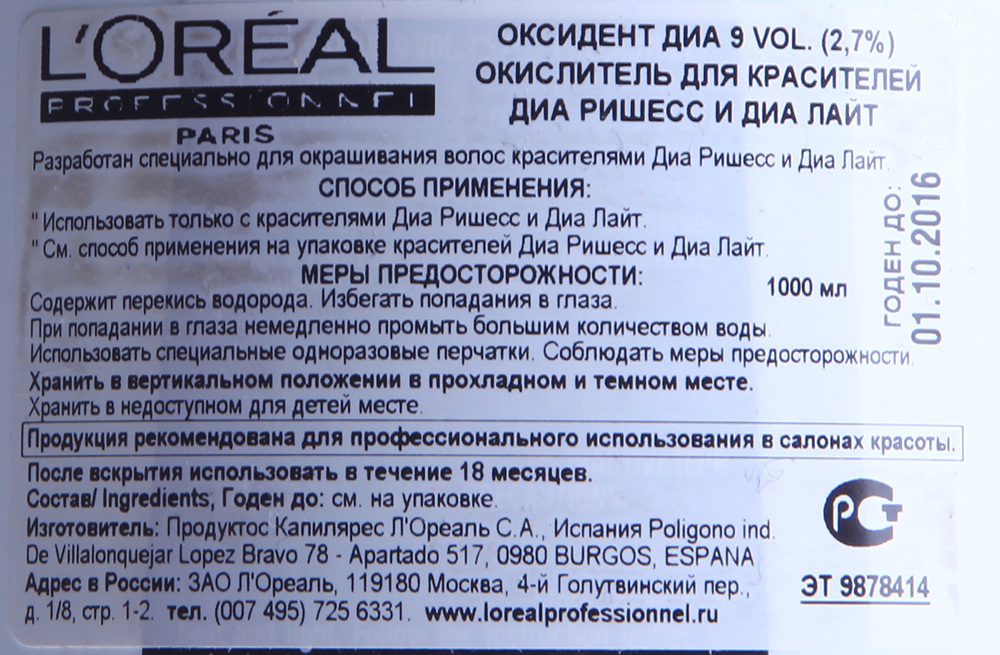 L'ORÉAL
PROFESSIONNEL
PARIS
ОКСИДЕНТ ДИА 9 VOL. (2,7%)
ОКИСЛИТЕЛЬ ДЛЯ КРАСИТЕЛЕЙ
ДИА РИШЕСС И ДИА ЛАЙТ
Разработан специально для окрашивания волос красителями Диа Ришесс и Диа Лайт.
СПОСОБ ПРИМЕНЕНИЯ:
" Использовать только с красителями Диа Ришесс и Диа Лайт.
" См. способ применения на упаковке красителей Диа Ришесс и Диа Лайт.
МЕРЫ ПРЕДОСТОРОЖНОСТИ:
1000 мл
ГОДЕН ДО:
01.10.2016
Содержит перекись водорода. Избегать попадания в глаза.
При попадании в глаза немедленно промыть большим количеством воды.
Использовать специальные одноразовые перчатки. Соблюдать меры предосторожности.
Хранить в вертикальном положении в прохладном и темном месте.
Хранить в недоступном для детей месте.
Продукция рекомендована для профессионального использования в салонах красоты.
После вскрытия использовать в течение 18 месяцев.
Состав/ Ingredients, Годен до: см. на упаковке.
Изготовитель: Продуктос Капилярес Л'Ореаль С.А., Испания Poligono ind.
De Villalonquejar Lopez Bravo 78 - Apartado 517, 0980 BURGOS, ESPANA
Адрес в России: ЗАО Л'Ореаль, 119180 Москва, 4-й Голутвинский пер.,
д. 1/8, стр. 1-2. тел. (007 495) 725 6331. www.lorealprofessionnel.ru
РСТ
ЭТ 9878414